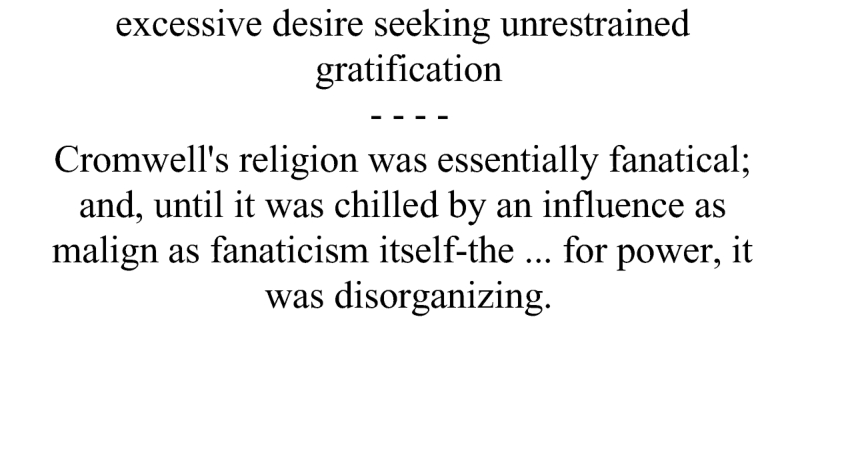 excessive desire seeking unrestrained
gratification
- - - -
Cromwell's religion was essentially fanatical;
and, until it was chilled by an influence as
malign as fanaticism itself-the ... for power, it
was disorganizing.